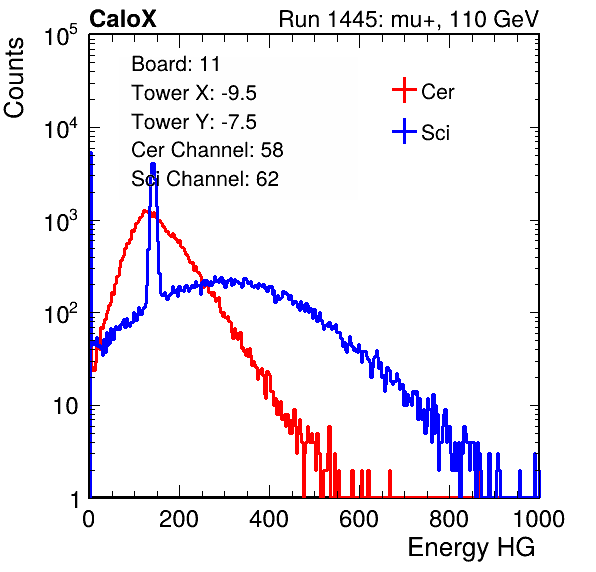 CaloX
Run 1445: mu+, 110 GeV
Counts
10^5
10^4
10^3
10^2
10
1
Board: 11
Tower X: -9.5
Tower Y: -7.5
Cer Channel: 58
Sci Channel: 62
Cer
Sci
0 200 400 600 800 1000
Energy HG